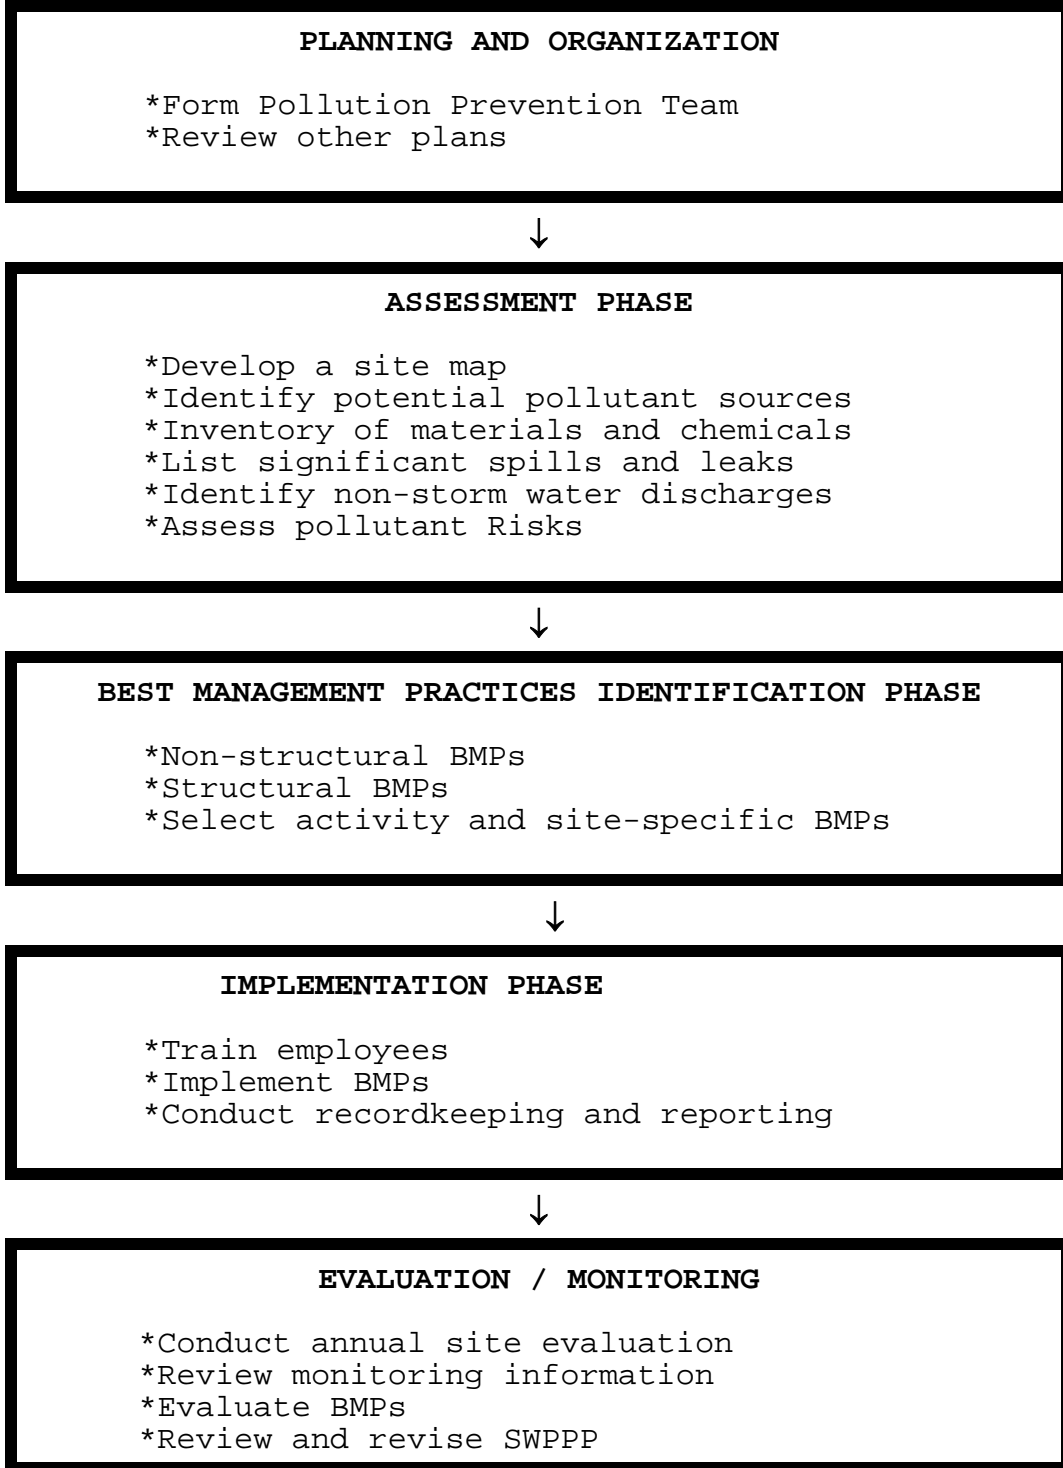 PLANNING AND ORGANIZATION
*Form Pollution Prevention Team
*Review other plans
↓
ASSESSMENT PHASE
*Develop a site map
*Identify potential pollutant sources
*Inventory of materials and chemicals
*List significant spills and leaks
*Identify non-storm water discharges
*Assess pollutant Risks
↓
BEST MANAGEMENT PRACTICES IDENTIFICATION PHASE
*Non-structural BMPs
*Structural BMPs
*Select activity and site-specific BMPs
↓
IMPLEMENTATION PHASE
*Train employees
*Implement BMPs
*Conduct recordkeeping and reporting
↓
EVALUATION / MONITORING
*Conduct annual site evaluation
*Review monitoring information
*Evaluate BMPs
*Review and revise SWPPP